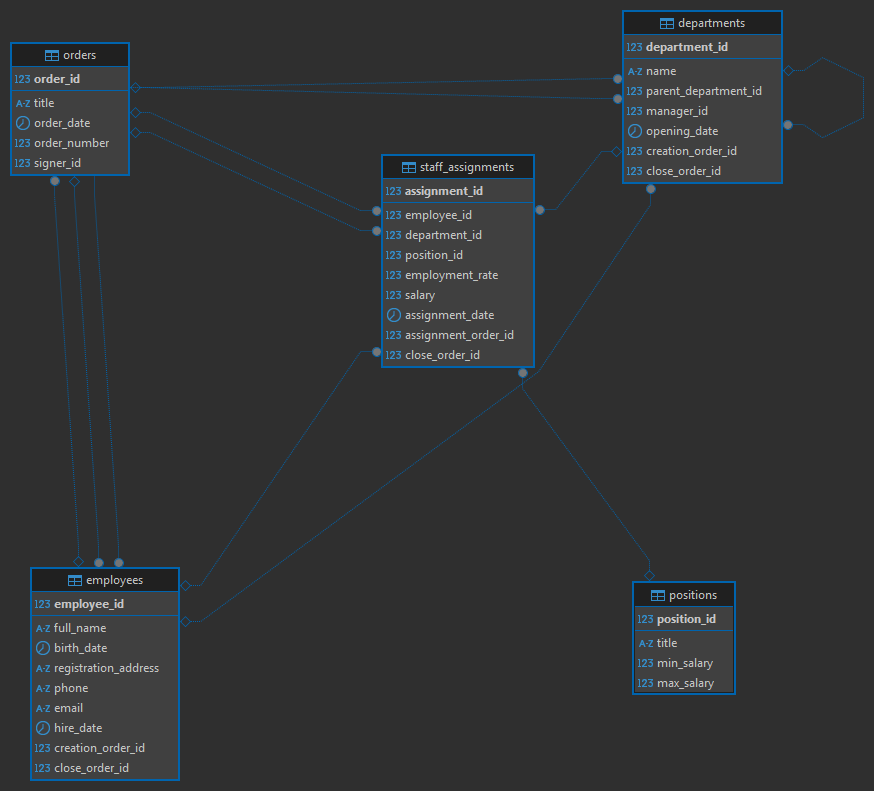 orders
123 order_id
A-Z title
order_date
123 order_number
123 signer_id
departments
123 department_id
A-Z name
123 parent_department_id
123 manager_id
opening_date
123 creation_order_id
123 close_order_id
staff_assignments
123 assignment_id
123 employee_id
123 department_id
123 position_id
123 employment_rate
123 salary
assignment_date
123 assignment_order_id
123 close_order_id
employees
123 employee_id
A-Z full_name
birth_date
A-Z registration_address
A-Z phone
A-Z email
hire_date
123 creation_order_id
123 close_order_id
positions
123 position_id
A-Z title
123 min_salary
123 max_salary